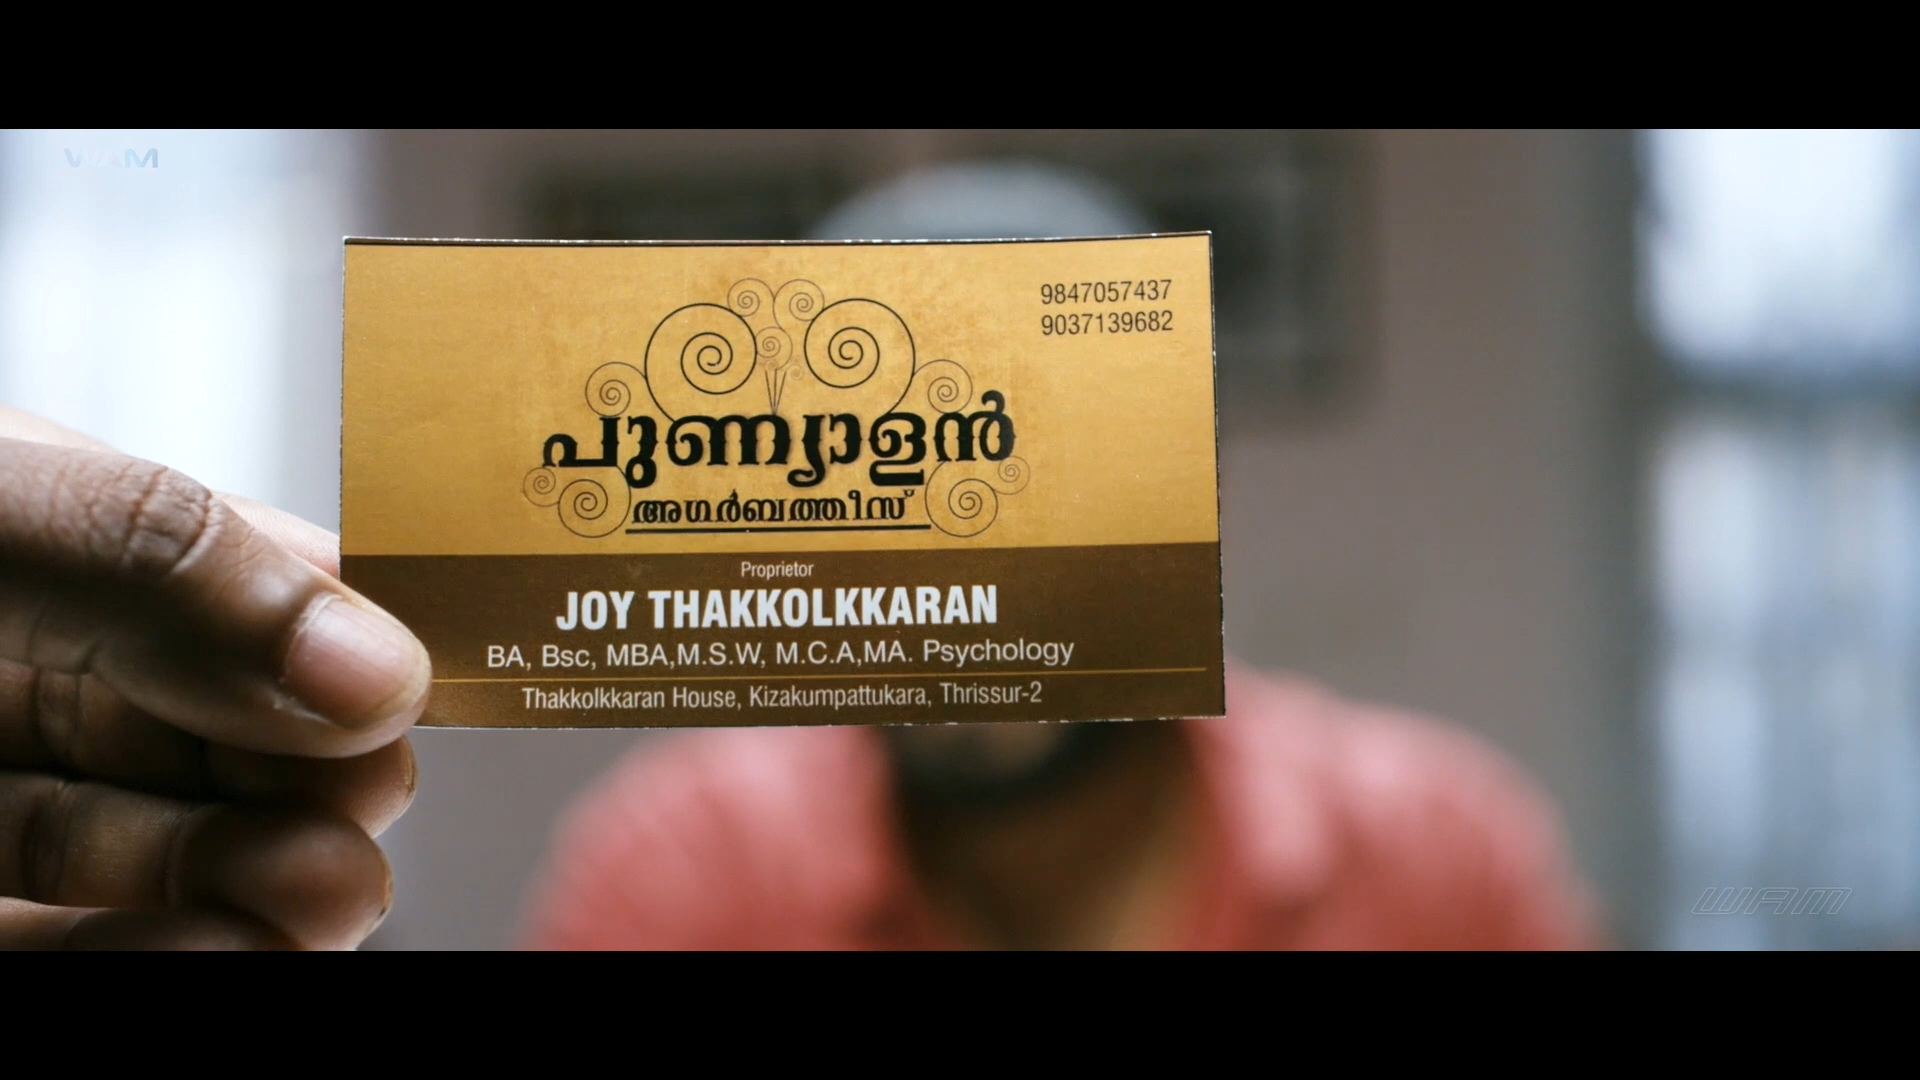 WAM
9847057437
9037139682
പുണ്യാളൻ
അഗർബത്തീസ്
Proprietor
JOY THAKKOLKKARAN
BA, Bsc, MBA,M.S.W, M.C.A,MA. Psychology
Thakkolkkaran House, Kizakumpattukara, Thrissur-2
WAM